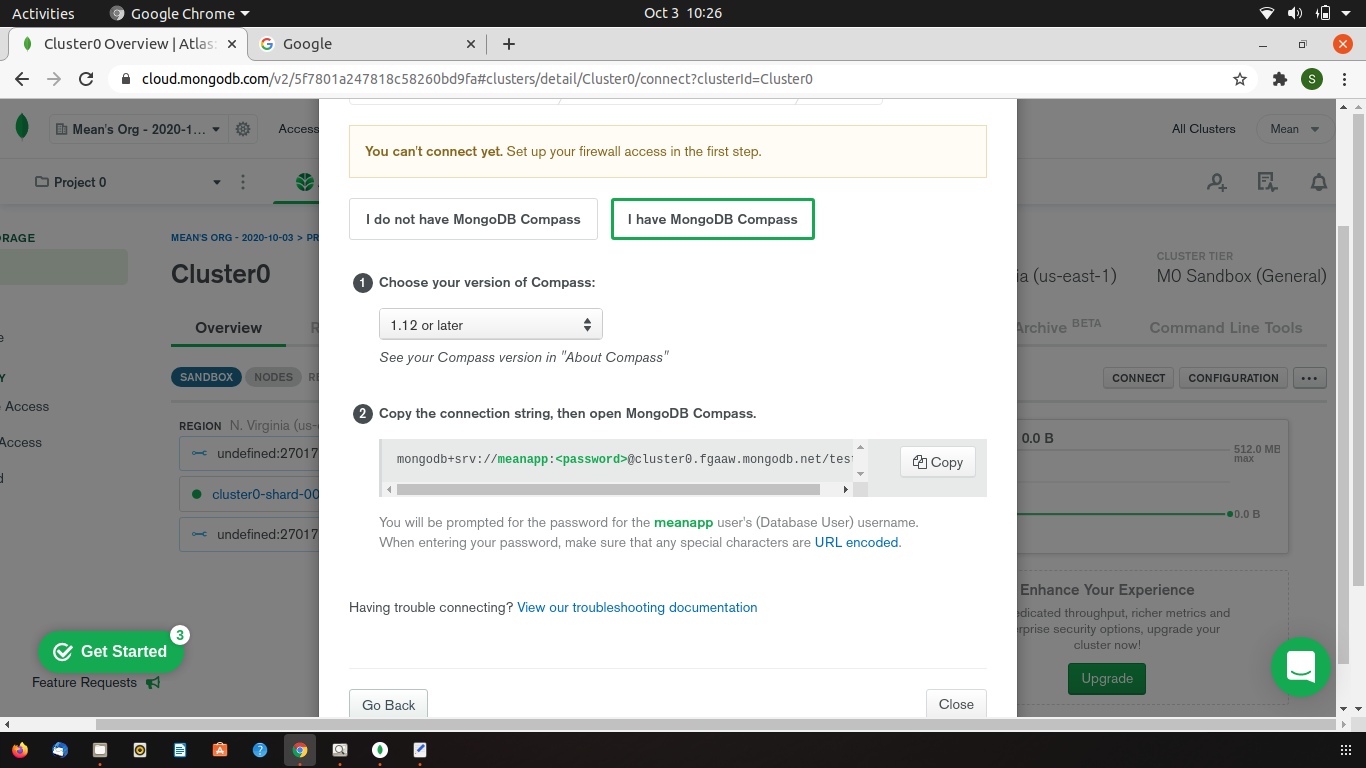 Activities
Google Chrome
Oct 3 10:26
Cluster0 Overview | Atlas:
Google
cloud.mongodb.com/v2/5f7801a247818c58260bd9fa#clusters/detail/Cluster0/connect?clusterId=Cluster0
S
Mean's Org - 2020-1...
Access
All Clusters
Mean
Project 0
You can't connect yet. Set up your firewall access in the first step.
I do not have MongoDB Compass
I have MongoDB Compass
RAGE
MEAN'S ORG - 2020-10-03 > PR
Cluster0
ia (us-east-1)
CLUSTER TIER
M0 Sandbox (General)
1 Choose your version of Compass:
1.12 or later
See your Compass version in "About Compass"
Overview
R
Archive BETA
Command Line Tools
SANDBOX
NODES
RE
CONNECT
CONFIGURATION
...
Y
Access
Access
2 Copy the connection string, then open MongoDB Compass.
REGION N. Virginia (us-
undefined:27017
cluster0-shard-00
undefined:27017
mongodb+srv://meanapp:<password>@cluster0.fgaaw.mongodb.net/test
Copy
0.0 B
512.0 MB
max
0.0 B
You will be prompted for the password for the meanapp user's (Database User) username.
When entering your password, make sure that any special characters are URL encoded.
Having trouble connecting? View our troubleshooting documentation
Enhance Your Experience
edicated throughput, richer metrics and
rprise security options, upgrade your
cluster now!
Upgrade
3
Get Started
Feature Requests
Go Back
Close